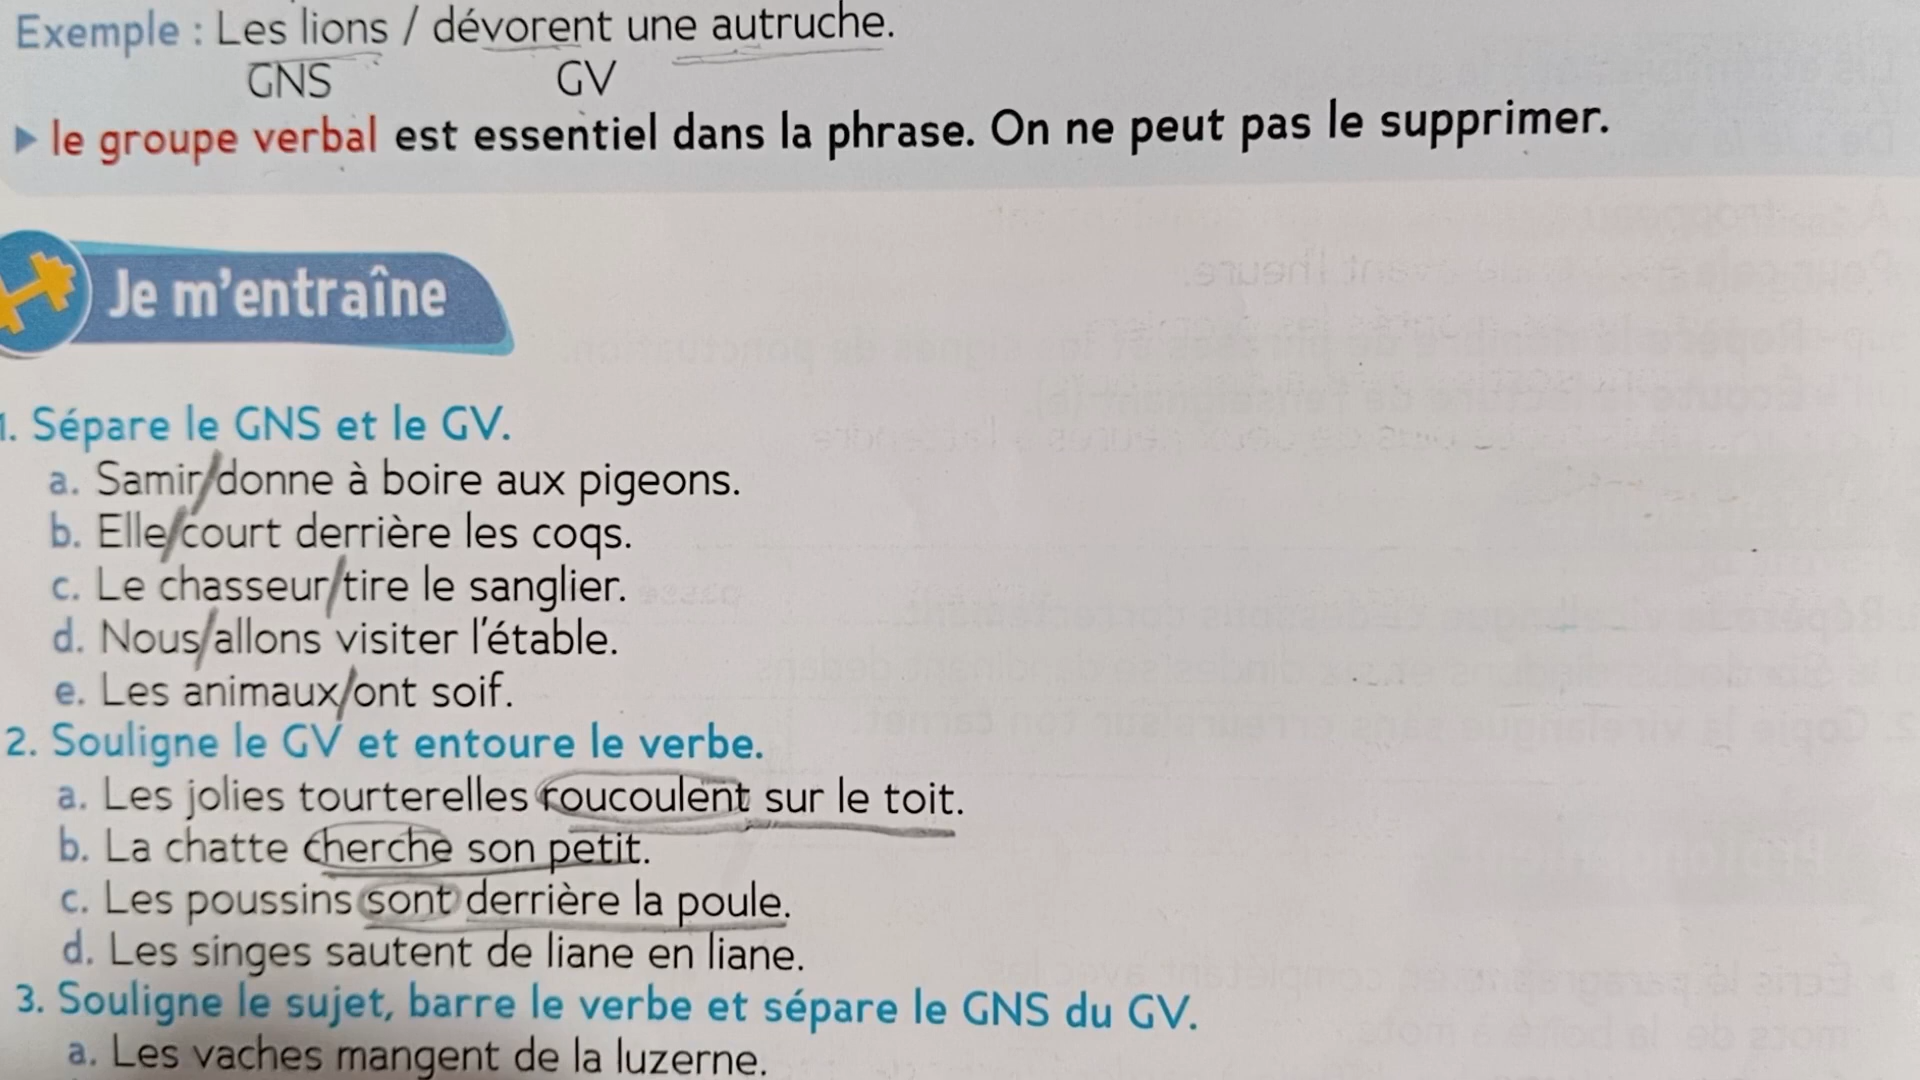 Exemple : Les lions / dévorent une autruche.
GNS GV
▶ le groupe verbal est essentiel dans la phrase. On ne peut pas le supprimer.
Je m'entraîne
1. Sépare le GNS et le GV.
a. Samir/donne à boire aux pigeons.
b. Elle/court derrière les coqs.
c. Le chasseur/tire le sanglier.
d. Nous/allons visiter l'étable.
e. Les animaux/ont soif.
2. Souligne le GV et entoure le verbe.
a. Les jolies tourterelles roucoulent sur le toit.
b. La chatte cherche son petit.
c. Les poussins sont derrière la poule.
d. Les singes sautent de liane en liane.
3. Souligne le sujet, barre le verbe et sépare le GNS du GV.
a. Les vaches mangent de la luzerne.